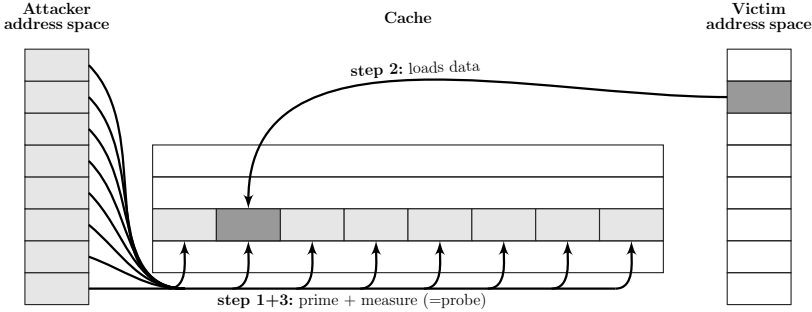 Attacker
address space
Cache
Victim
address space
step 2: loads data
step 1+3: prime + measure (=probe)